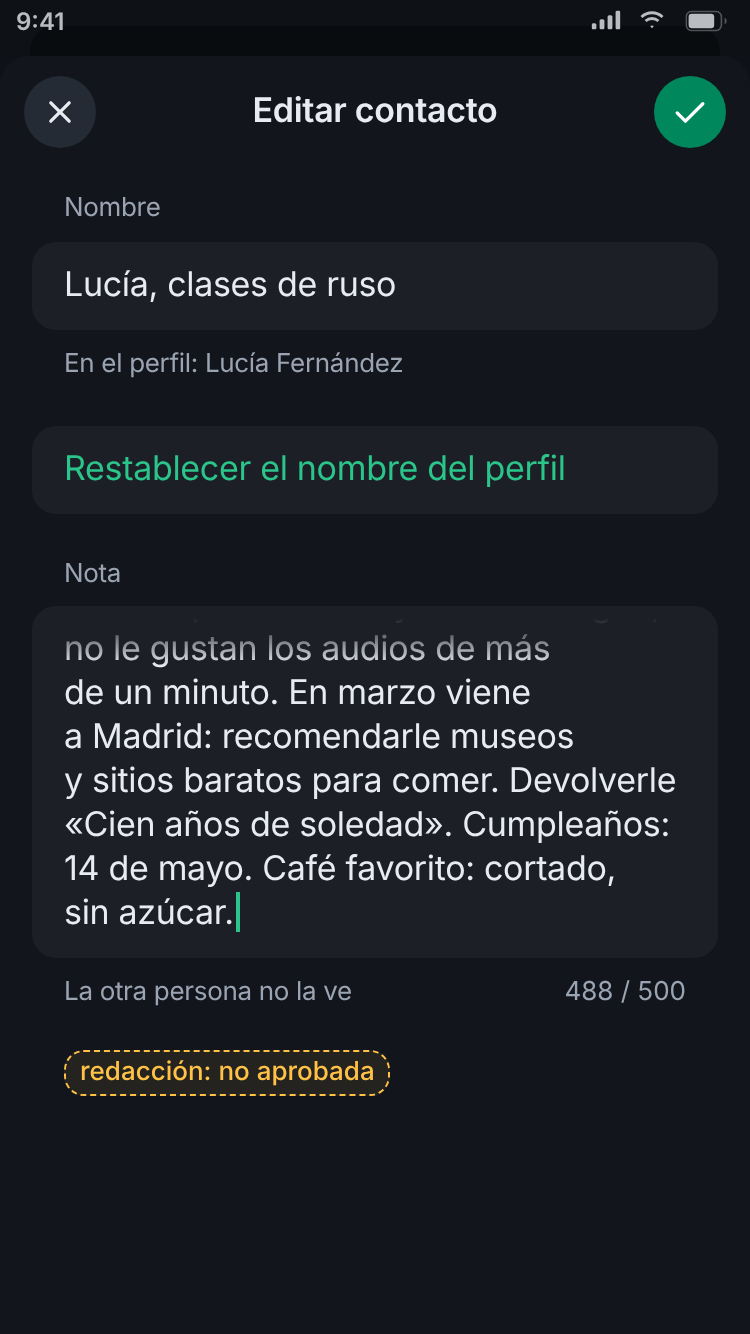 9:41
Editar contacto
Nombre
Lucía, clases de ruso
En el perfil: Lucía Fernández
Restablecer el nombre del perfil
Nota
no le gustan los audios de más
de un minuto. En marzo viene
a Madrid: recomendarle museos
y sitios baratos para comer. Devolverle
«Cien años de soledad». Cumpleaños:
14 de mayo. Café favorito: cortado,
sin azúcar.
La otra persona no la ve
488 / 500
redacción: no aprobada